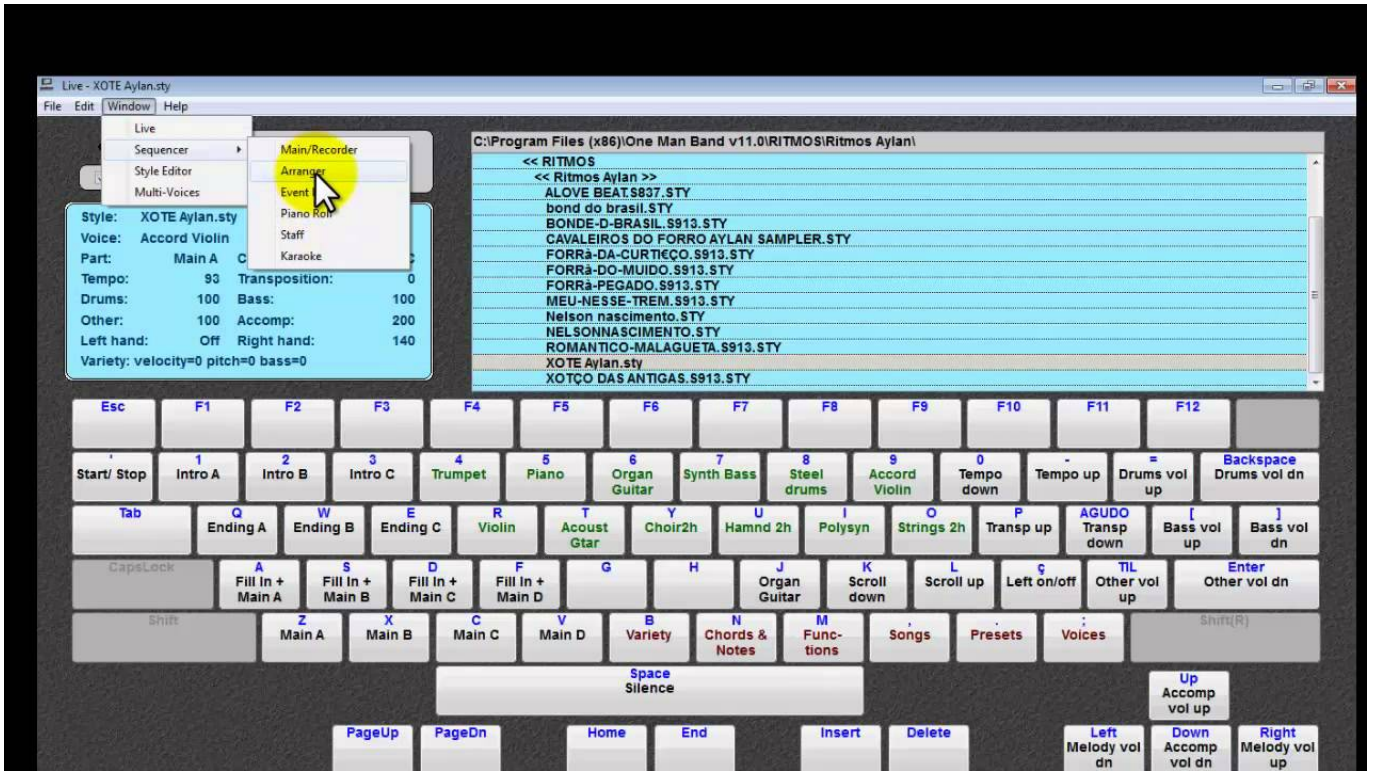 Live - XOTE Aylan.sty
File Edit Window Help
Live
Sequencer
Style Editor
Multi-Voices
Main/Recorder
Arranger
Event
Piano Roll
Staff
Karaoke
Style: XOTE Aylan.sty
Voice: Accord Violin
Part: Main A C
Tempo: 93 Transposition: 0
Drums: 100 Bass: 100
Other: 100 Accomp: 200
Left hand: Off Right hand: 140
Variety: velocity=0 pitch=0 bass=0
C:\Program Files (x86)\One Man Band v11.0\RITMOS\Ritmos Aylan\
<< RITMOS
<< Ritmos Aylan >>
ALOVE BEAT.S837.STY
bond do brasil.STY
BONDE-D-BRASIL.S913.STY
CAVALEIROS DO FORRO AYLAN SAMPLER.STY
FORRà-DA-CURTI€ÇO.S913.STY
FORRà-DO-MUIDO.S913.STY
FORRà-PEGADO.S913.STY
MEU-NESSE-TREM.S913.STY
Nelson nascimento.STY
NELSONNASCIMENTO.STY
ROMANTICO-MALAGUETA.S913.STY
XOTE Aylan.sty
XOTÇO DAS ANTIGAS.S913.STY
Esc F1 F2 F3 F4 F5 F6 F7 F8 F9 F10 F11 F12
' 1 2 3 4 5 6 7 8 9 0 - = Backspace
Start/ Stop Intro A Intro B Intro C Trumpet Piano Organ Synth Bass Steel Accord Tempo Tempo up Drums vol Drums vol dn
Guitar drums Violin down up
Tab Q W E R T Y U I O P AGUDO [ ]
Ending A Ending B Ending C Violin Acoust Choir2h Hamnd 2h Polysyn Strings 2h Transp up Transp Bass vol Bass vol
Gtar down up dn
CapsLock A S D F G H J K L ç TIL Enter
Fill In + Fill In + Fill In + Fill In + Organ Scroll Scroll up Left on/off Other vol Other vol dn
Main A Main B Main C Main D Guitar down up
Shift Z X C V B N M , . ; Shift(R)
Main A Main B Main C Main D Variety Chords & Func- Songs Presets Voices
Notes tions
Space
Silence
Up
Accomp
vol up
PageUp PageDn Home End Insert Delete Left Down Right
Melody vol Accomp Melody vol
dn vol dn up